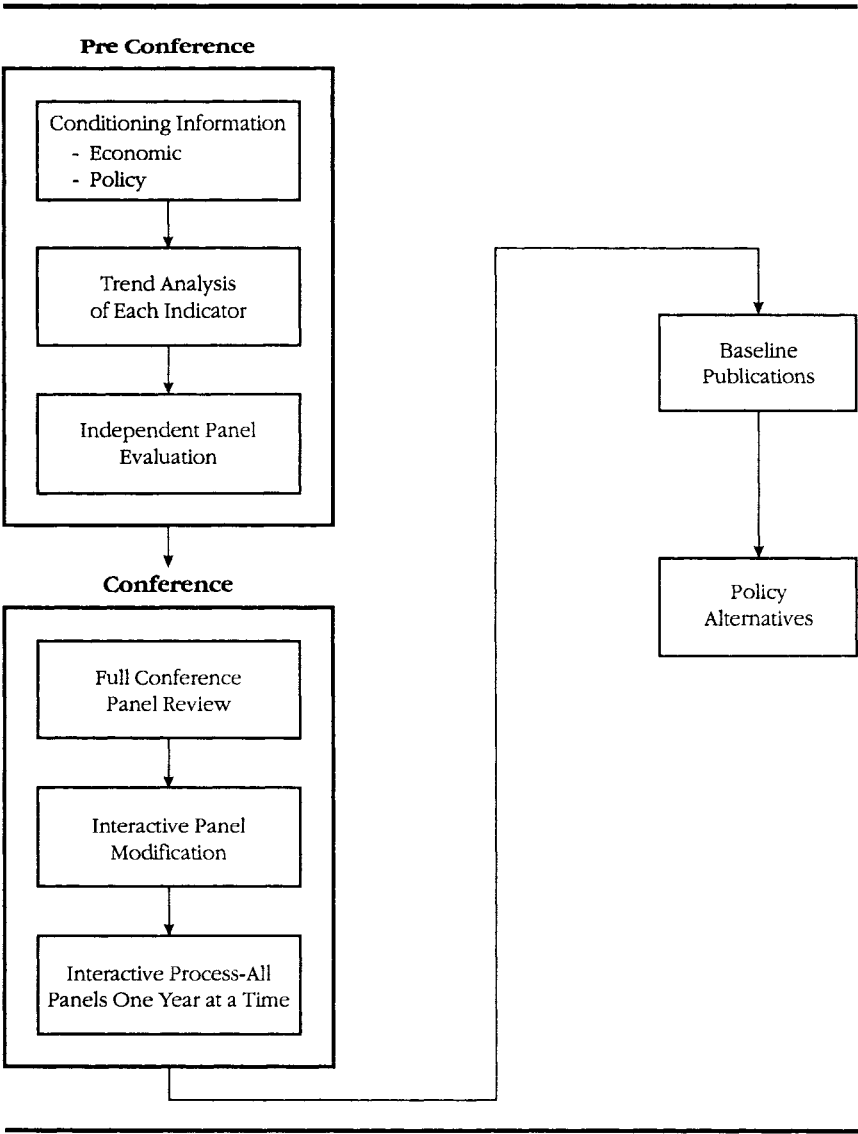 Pre Conference
Conditioning Information
- Economic
- Policy
Trend Analysis
of Each Indicator
Independent Panel
Evaluation
Conference
Full Conference
Panel Review
Interactive Panel
Modification
Interactive Process-All
Panels One Year at a Time
Baseline
Publications
Policy
Alternatives